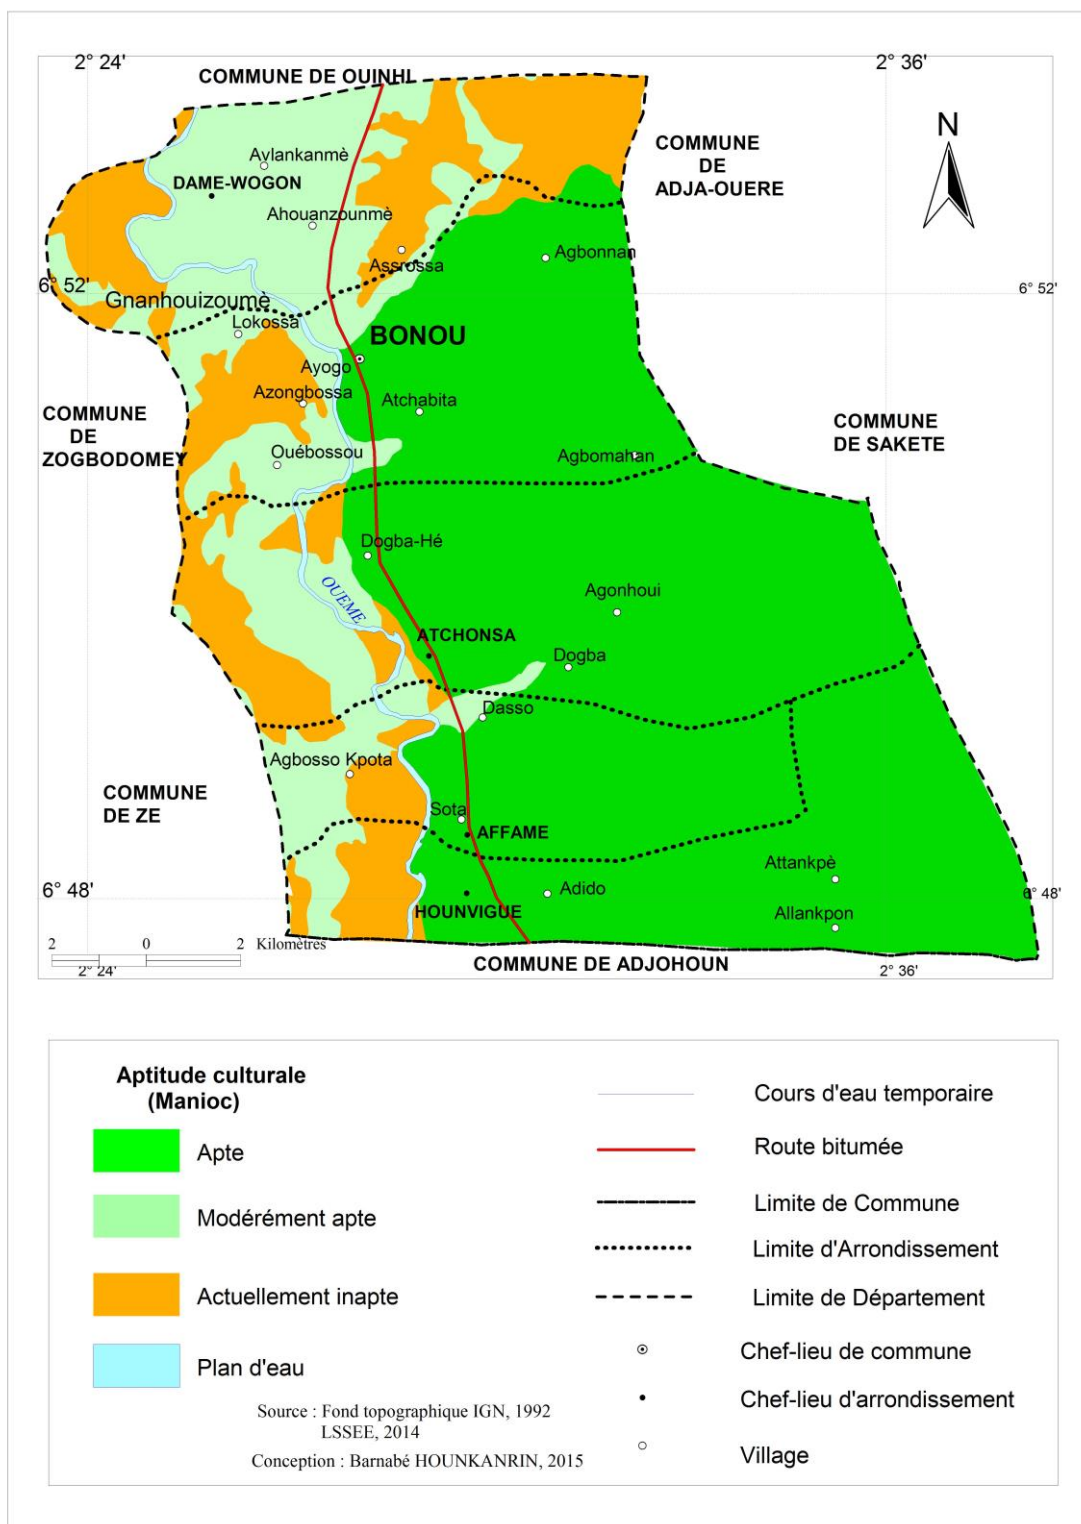 2° 24'
2° 36'
COMMUNE DE OUINHI
N
COMMUNE
DE
ADJA-OUERE
Avlankanmè
DAME-WOGON
Ahouanzounmè
Assrossa
Agbonnan
6° 52'
6° 52'
Gnanhouizoumè
Lokossa
BONOU
Ayogo
Azongbossa
Atchabita
COMMUNE
DE
ZOGBODOMEY
COMMUNE
DE SAKETE
Ouébossou
Agbomahan
Dogba-Hé
OUEME
Agonhoui
ATCHONSA
Dogba
Dasso
Agbosso Kpota
COMMUNE
DE ZE
Sota
AFFAME
Attankpè
6° 48'
6° 48'
Adido
HOUNVIGUE
Allankpon
2 0 2 Kilomètres
2° 24'
2° 36'
COMMUNE DE ADJOHOUN
Aptitude culturale
(Manioc)
Apte
Modérément apte
Actuellement inapte
Plan d'eau
Source : Fond topographique IGN, 1992
LSSEE, 2014
Conception : Barnabé HOUNKANRIN, 2015
Cours d'eau temporaire
Route bitumée
Limite de Commune
Limite d'Arrondissement
Limite de Département
Chef-lieu de commune
Chef-lieu d'arrondissement
Village